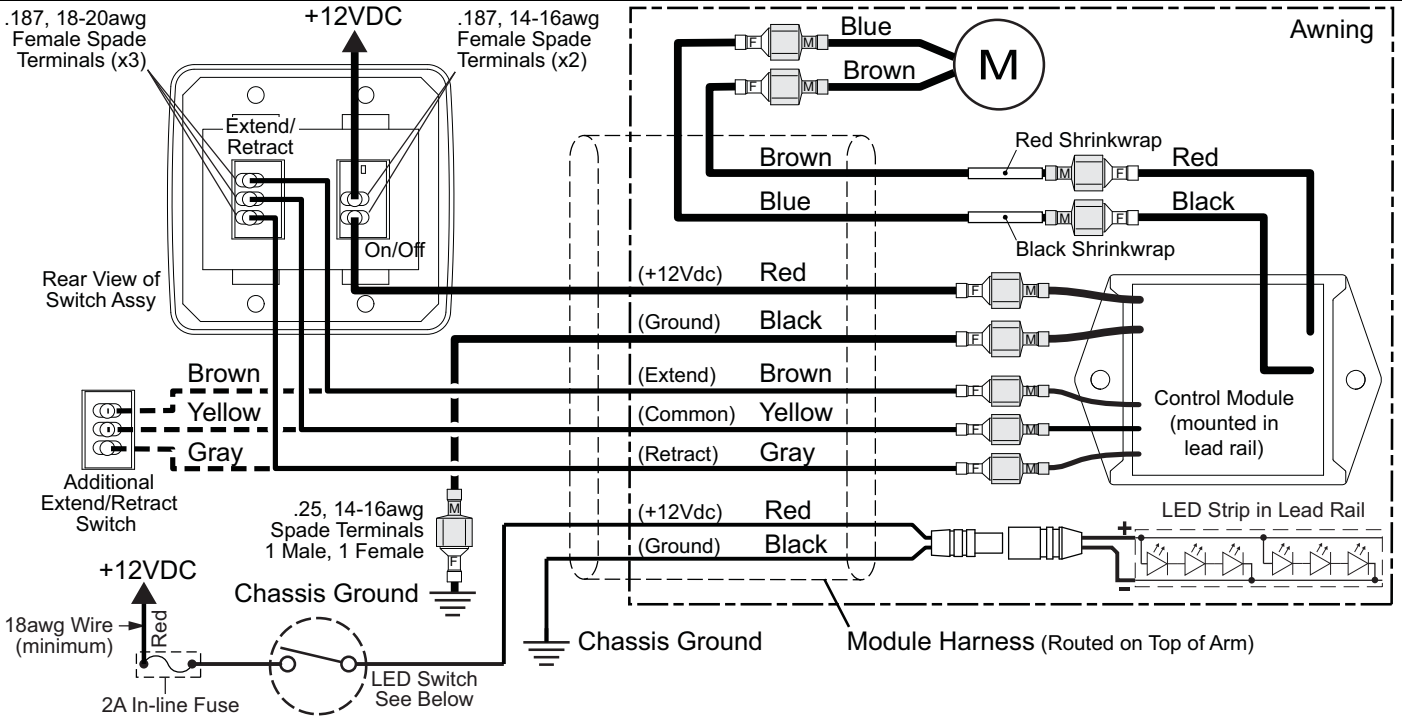 .187, 18-20awg
Female Spade
Terminals (x3)
+12VDC
.187, 14-16awg
Female Spade
Terminals (x2)
Extend/
Retract
On/Off
Rear View of
Switch Assy
Awning
F
M
Blue
M
F
M
Brown
Brown
Red Shrinkwrap
M
F
Red
Blue
Black Shrinkwrap
M
F
Black
(+12Vdc)
Red
F
M
(Ground)
Black
F
M
(Extend)
Brown
F
M
(Common)
Yellow
F
M
(Retract)
Gray
F
M
Control Module
(mounted in
lead rail)
Brown
Yellow
Gray
Additional
Extend/Retract
Switch
.25, 14-16awg
Spade Terminals
1 Male, 1 Female
M
F
Chassis Ground
(+12Vdc)
Red
(Ground)
Black
LED Strip in Lead Rail
+
-
+12VDC
18awg Wire
(minimum)
Red
2A In-line Fuse
LED Switch
See Below
Chassis Ground
Module Harness (Routed on Top of Arm)